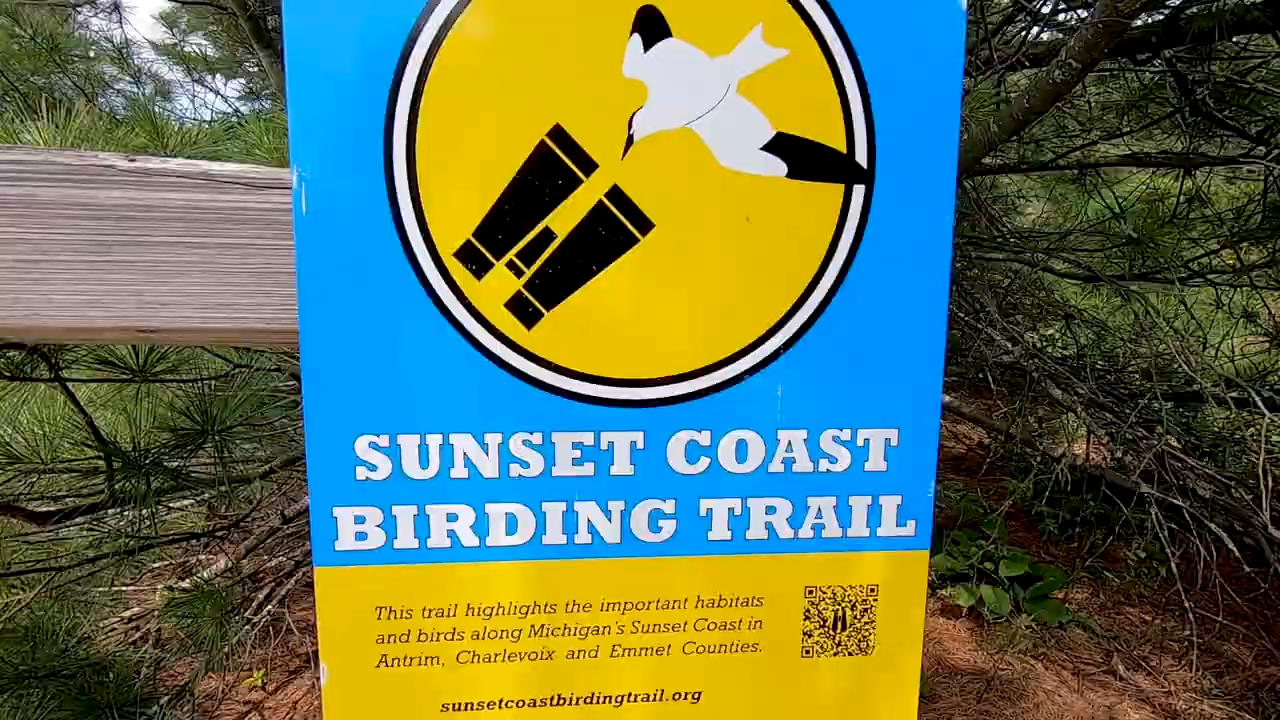 SUNSET COAST
BIRDING TRAIL
This trail highlights the important habitats
and birds along Michigan's Sunset Coast in
Antrim, Charlevoix and Emmet Counties.
sunsetcoastbirdingtrail.org